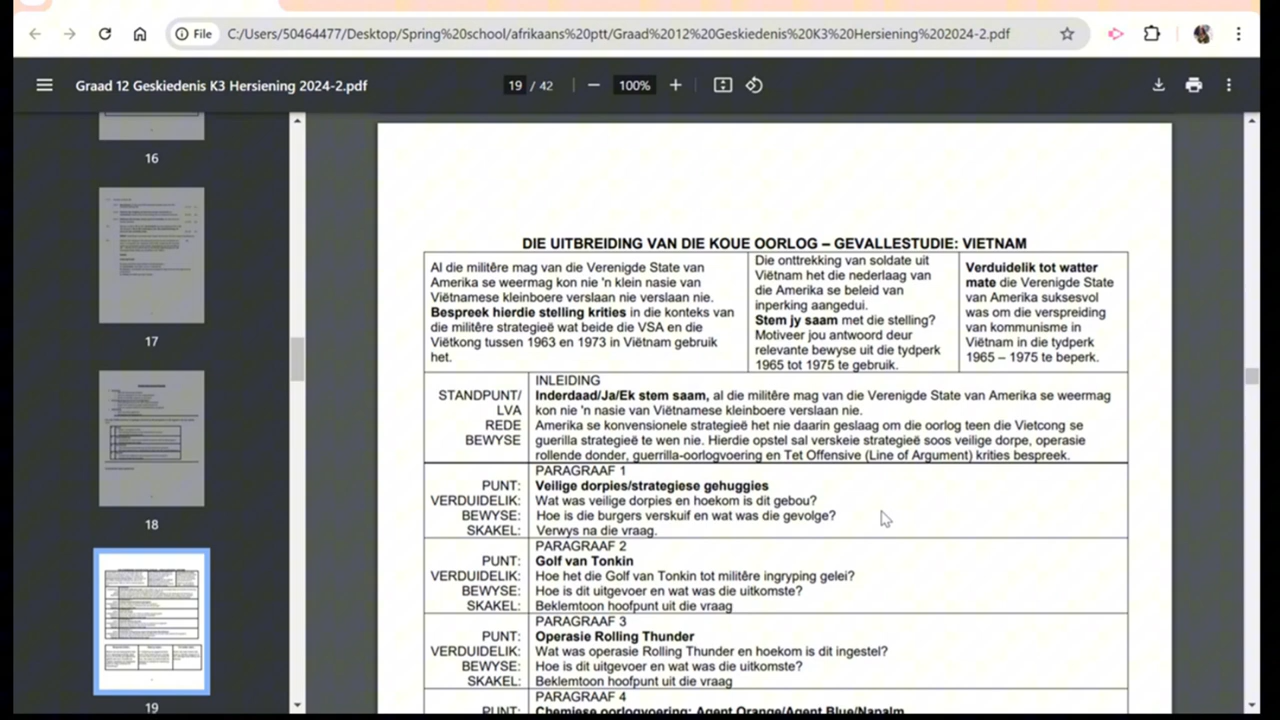 File
C:/Users/50464477/Desktop/Spring%20school/afrikaans%20ptt/Graad%2012%20Geskiedenis%20K3%20Hersiening%202024-2.pdf
Graad 12 Geskiedenis K3 Hersiening 2024-2.pdf
19 / 42
100%
16
17
18
19
DIE UITBREIDING VAN DIE KOUE OORLOG – GEVALLESTUDIE: VIETNAM
Al die militêre mag van die Verenigde State van
Amerika se weermag kon nie 'n klein nasie van
Viëtnamese kleinboere verslaan nie verslaan nie.
Bespreek hierdie stelling krities in die konteks van
die militêre strategieë wat beide die VSA en die
Viëtkong tussen 1963 en 1973 in Viëtnam gebruik
het.
Die onttrekking van soldate uit
Viëtnam het die nederlaag van
die Amerika se beleid van
inperking aangedui.
Stem jy saam met die stelling?
Motiveer jou antwoord deur
relevante bewyse uit die tydperk
1965 tot 1975 te gebruik.
Verduidelik tot watter
mate die Verenigde State
van Amerika suksesvol
was om die verspreiding
van kommunisme in
Viëtnam in die tydperk
1965 – 1975 te beperk.
INLEIDING
STANDPUNT/ Inderdaad/Ja/Ek stem saam, al die militêre mag van die Verenigde State van Amerika se weermag
LVA kon nie 'n nasie van Viëtnamese kleinboere verslaan nie.
REDE Amerika se konvensionele strategieë het nie daarin geslaag om die oorlog teen die Vietcong se
BEWYSE guerilla strategieë te wen nie. Hierdie opstel sal verskeie strategieë soos veilige dorpe, operasie
rollende donder, guerrilla-oorlogvoering en Tet Offensive (Line of Argument) krities bespreek.
PARAGRAAF 1
PUNT: Veilige dorpies/strategiese gehuggies
VERDUIDELIK: Wat was veilige dorpies en hoekom is dit gebou?
BEWYSE: Hoe is die burgers verskuif en wat was die gevolge?
SKAKEL: Verwys na die vraag.
PARAGRAAF 2
PUNT: Golf van Tonkin
VERDUIDELIK: Hoe het die Golf van Tonkin tot militêre ingryping gelei?
BEWYSE: Hoe is dit uitgevoer en wat was die uitkomste?
SKAKEL: Beklemtoon hoofpunt uit die vraag
PARAGRAAF 3
PUNT: Operasie Rolling Thunder
VERDUIDELIK: Wat was operasie Rolling Thunder en hoekom is dit ingestel?
BEWYSE: Hoe is dit uitgevoer en wat was die uitkomste?
SKAKEL: Beklemtoon hoofpunt uit die vraag
PARAGRAAF 4
PUNT: Chemiese oorlogvoering: Agent Orange/Agent Blue/Napalm